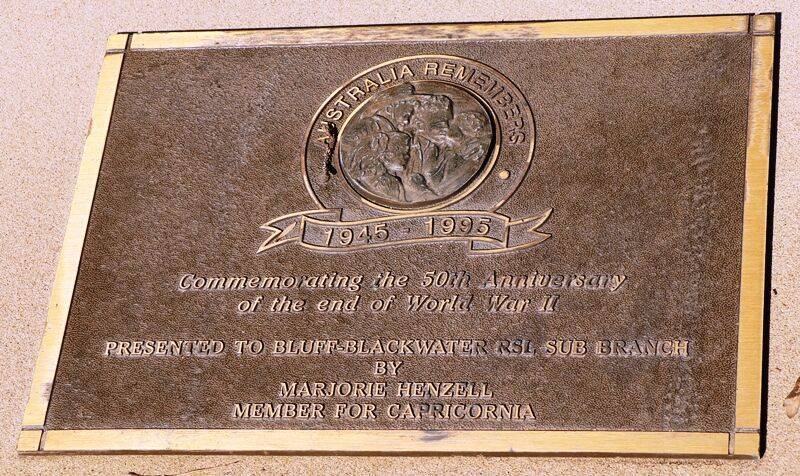 AUSTRALIA REMEMBERS
1945 - 1995
Commemorating the 50th Anniversary
of the end of World War II
PRESENTED TO BLUFF-BLACKWATER RSL SUB BRANCH
BY
MARJORIE HENZELL
MEMBER FOR CAPRICORNIA